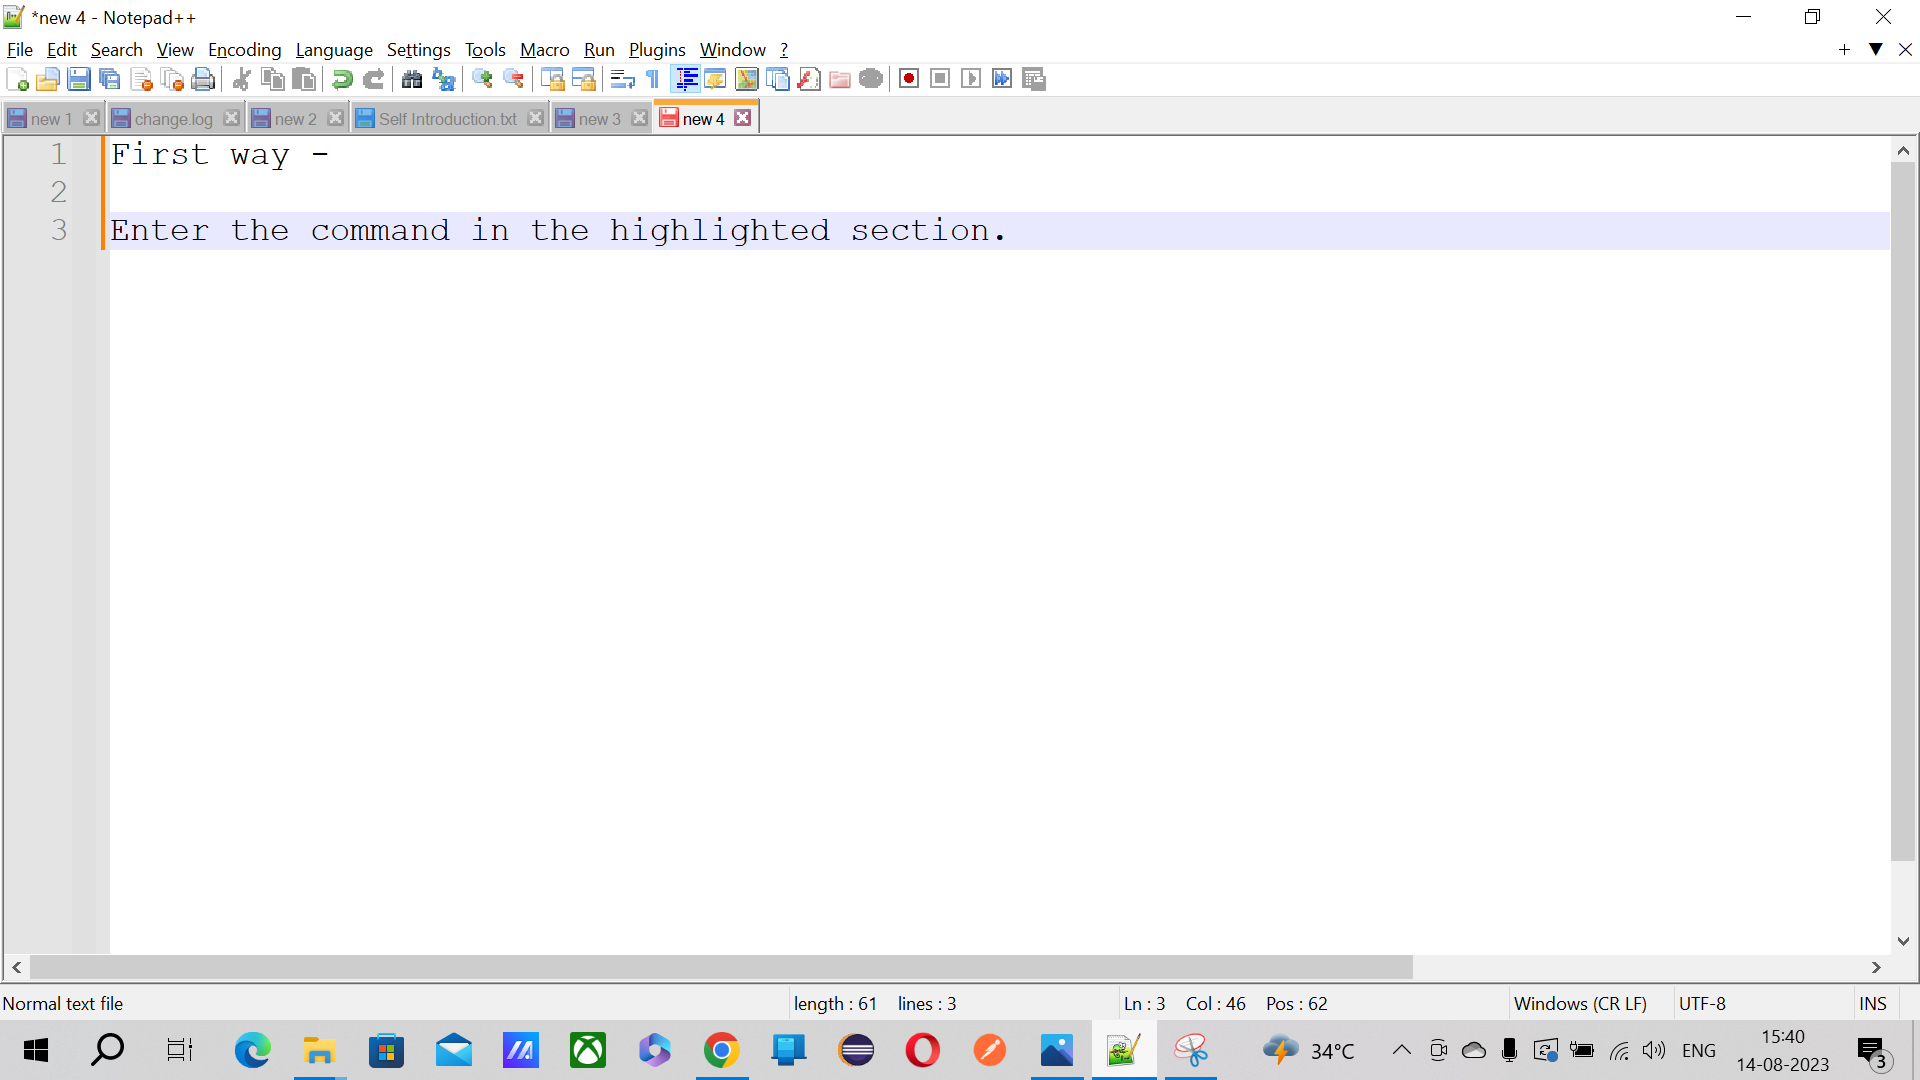 *new 4 - Notepad++
File Edit Search View Encoding Language Settings Tools Macro Run Plugins Window ?
new 1 change.log new 2 Self Introduction.txt new 3 new 4
1 First way -
2
3 Enter the command in the highlighted section.
Normal text file length : 61 lines : 3 Ln : 3 Col : 46 Pos : 62 Windows (CR LF) UTF-8 INS
34°C ENG 15:40
14-08-2023 3